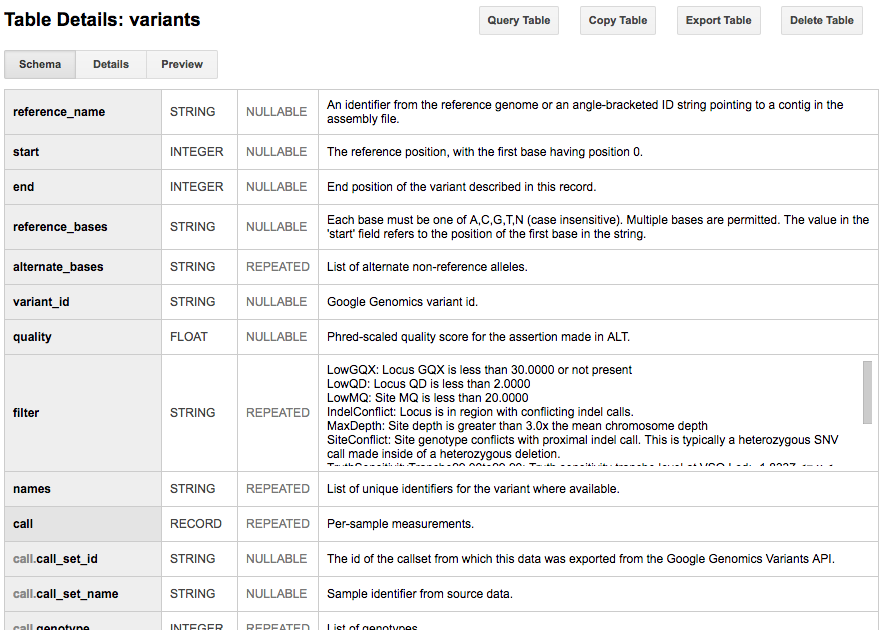 Table Details: variants
Query Table
Copy Table
Export Table
Delete Table
Schema
Details
Preview
reference_name STRING NULLABLE An identifier from the reference genome or an angle-bracketed ID string pointing to a contig in the
assembly file.
start INTEGER NULLABLE The reference position, with the first base having position 0.
end INTEGER NULLABLE End position of the variant described in this record.
reference_bases STRING NULLABLE Each base must be one of A,C,G,T,N (case insensitive). Multiple bases are permitted. The value in the
'start' field refers to the position of the first base in the string.
alternate_bases STRING REPEATED List of alternate non-reference alleles.
variant_id STRING NULLABLE Google Genomics variant id.
quality FLOAT NULLABLE Phred-scaled quality score for the assertion made in ALT.
filter STRING REPEATED LowGQX: Locus GQX is less than 30.0000 or not present
LowQD: Locus QD is less than 2.0000
LowMQ: Site MQ is less than 20.0000
IndelConflict: Locus is in region with conflicting indel calls.
MaxDepth: Site depth is greater than 3.0x the mean chromosome depth
SiteConflict: Site genotype conflicts with proximal indel call. This is typically a heterozygous SNV
call made inside of a heterozygous deletion.
names STRING REPEATED List of unique identifiers for the variant where available.
call RECORD REPEATED Per-sample measurements.
call.call_set_id STRING NULLABLE The id of the callset from which this data was exported from the Google Genomics Variants API.
call.call_set_name STRING NULLABLE Sample identifier from source data.
call.genotype INTEGER REPEATED List of genotypes.